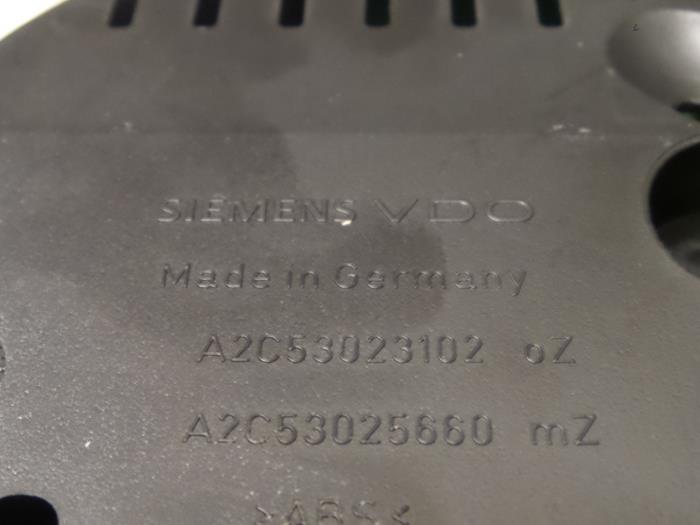 SIEMENS VDO
Made in Germany
A2C53023102 oZ
A2C53025660 mZ
>ABS<